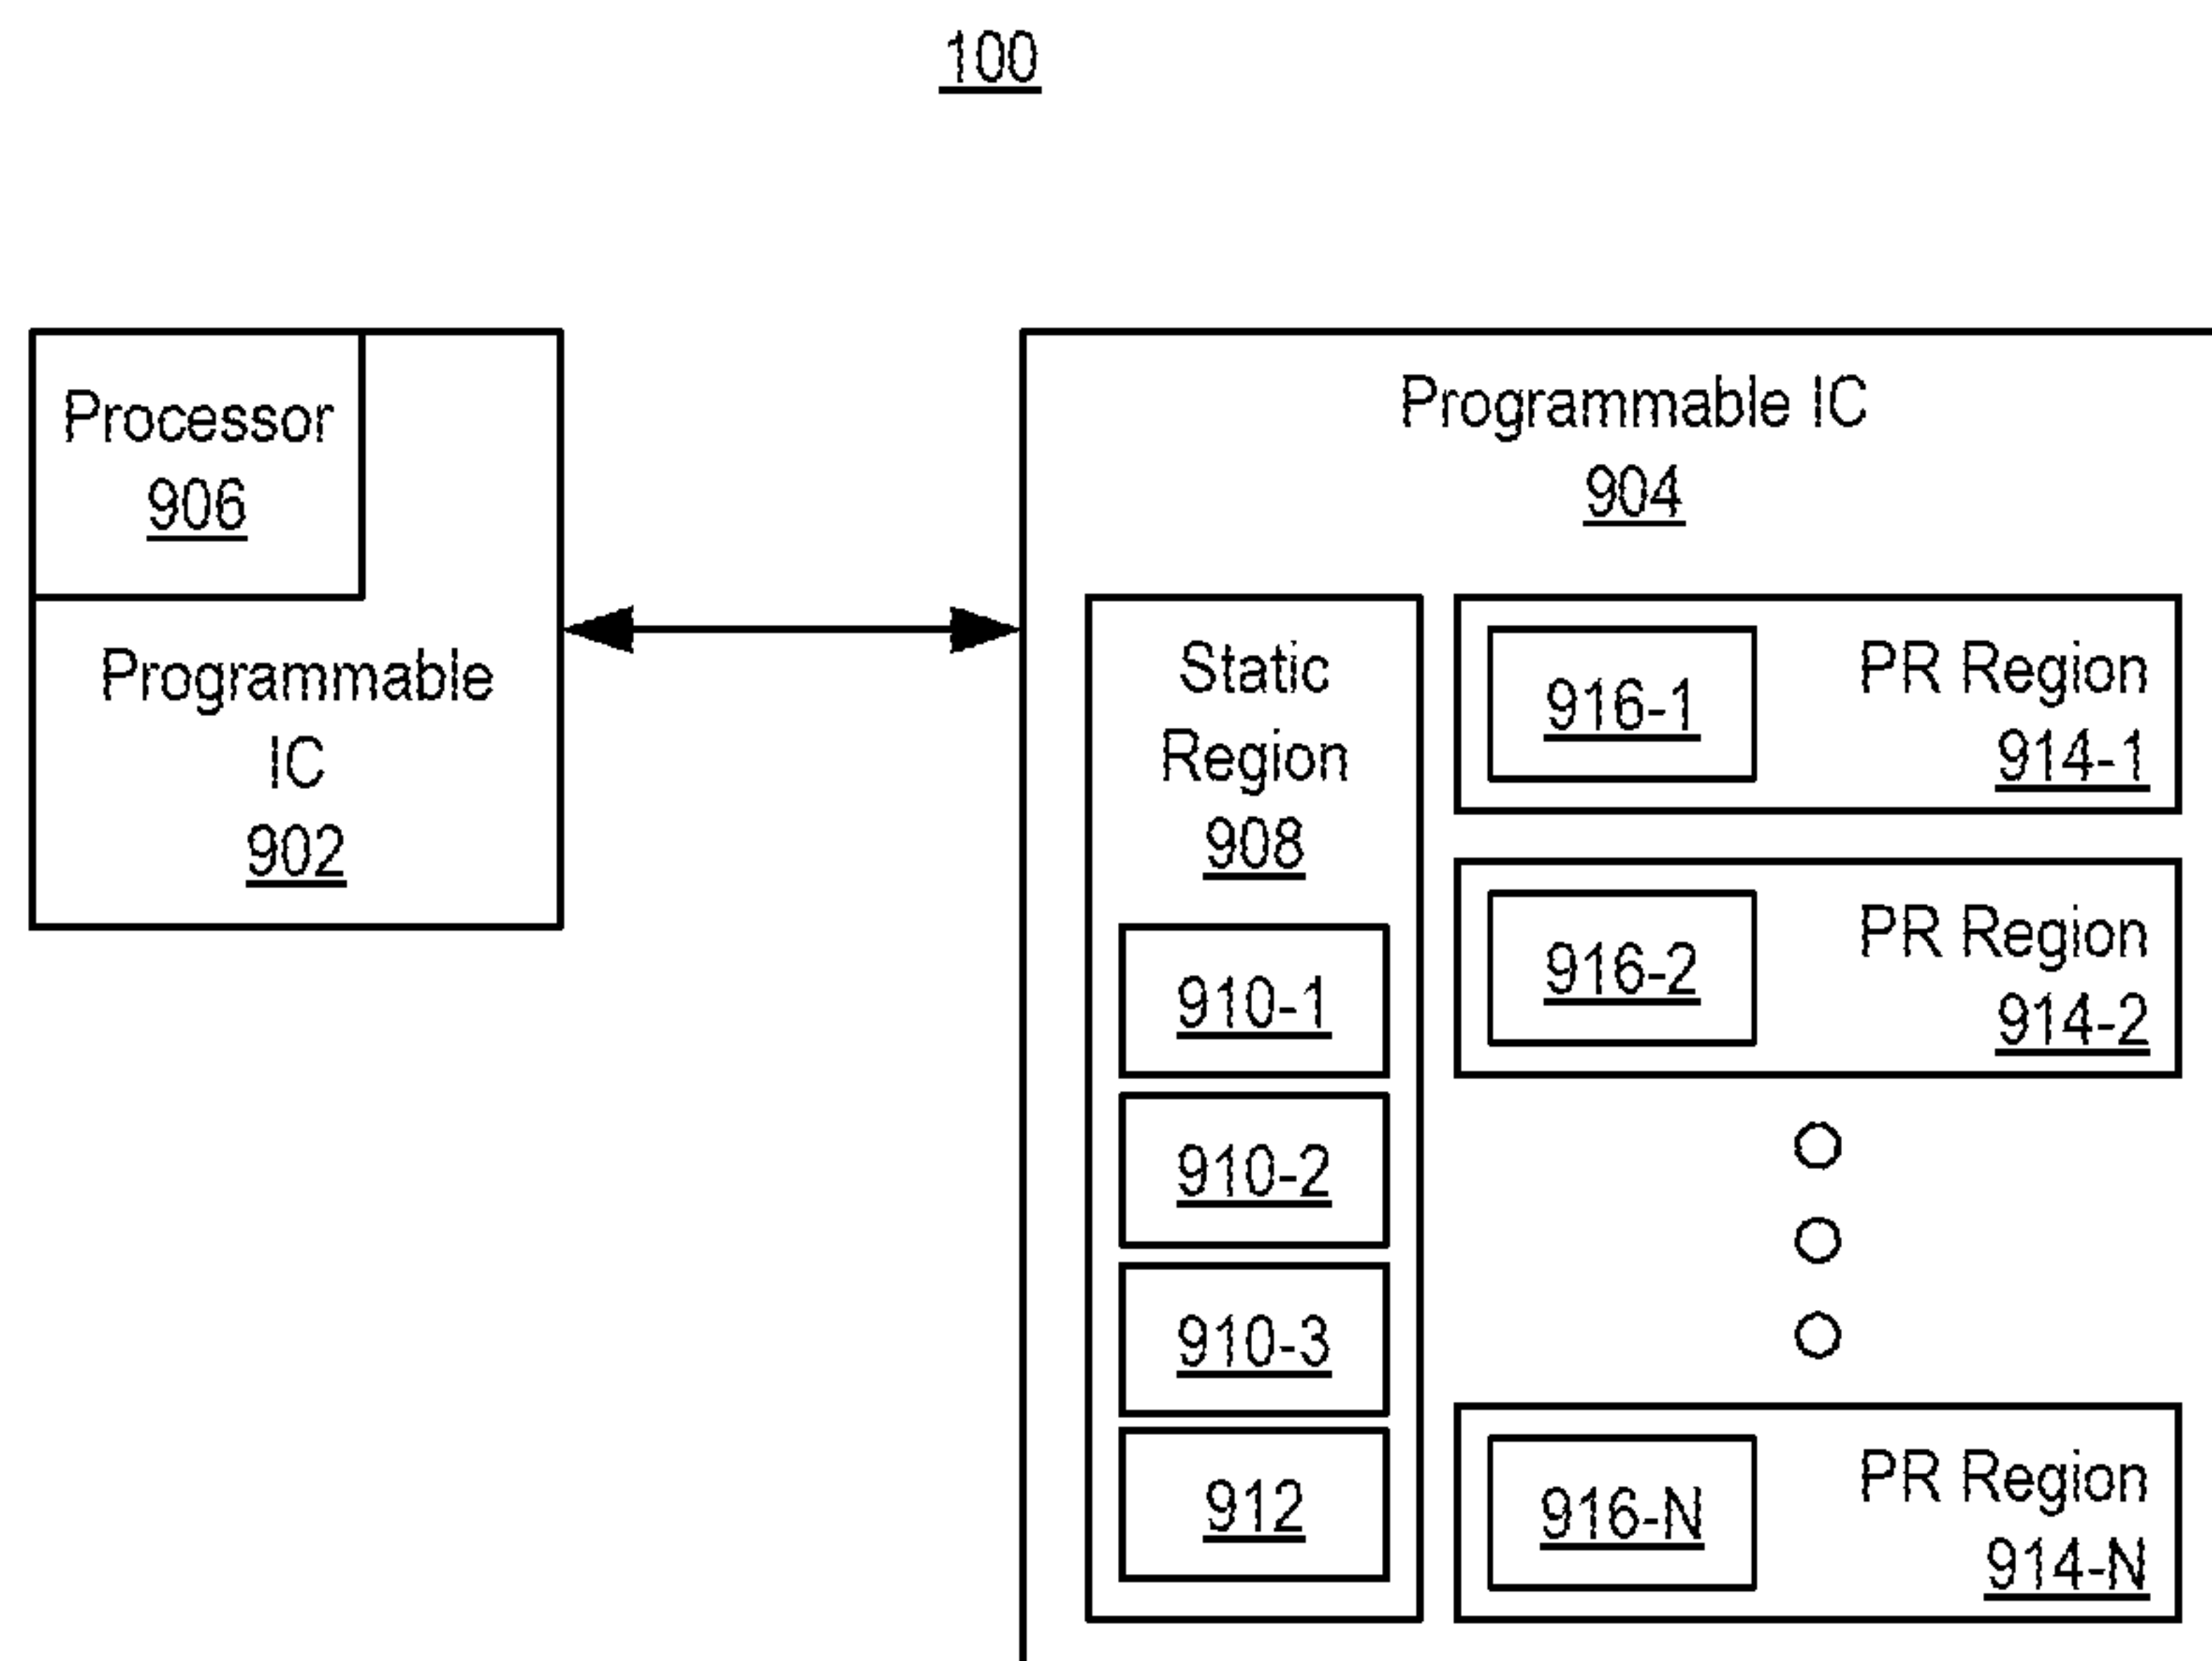 100
Processor
906
Programmable
IC
902
Programmable IC
904
Static
Region
908
910-1
910-2
910-3
912
916-1
PR Region
914-1
916-2
PR Region
914-2
916-N
PR Region
914-N